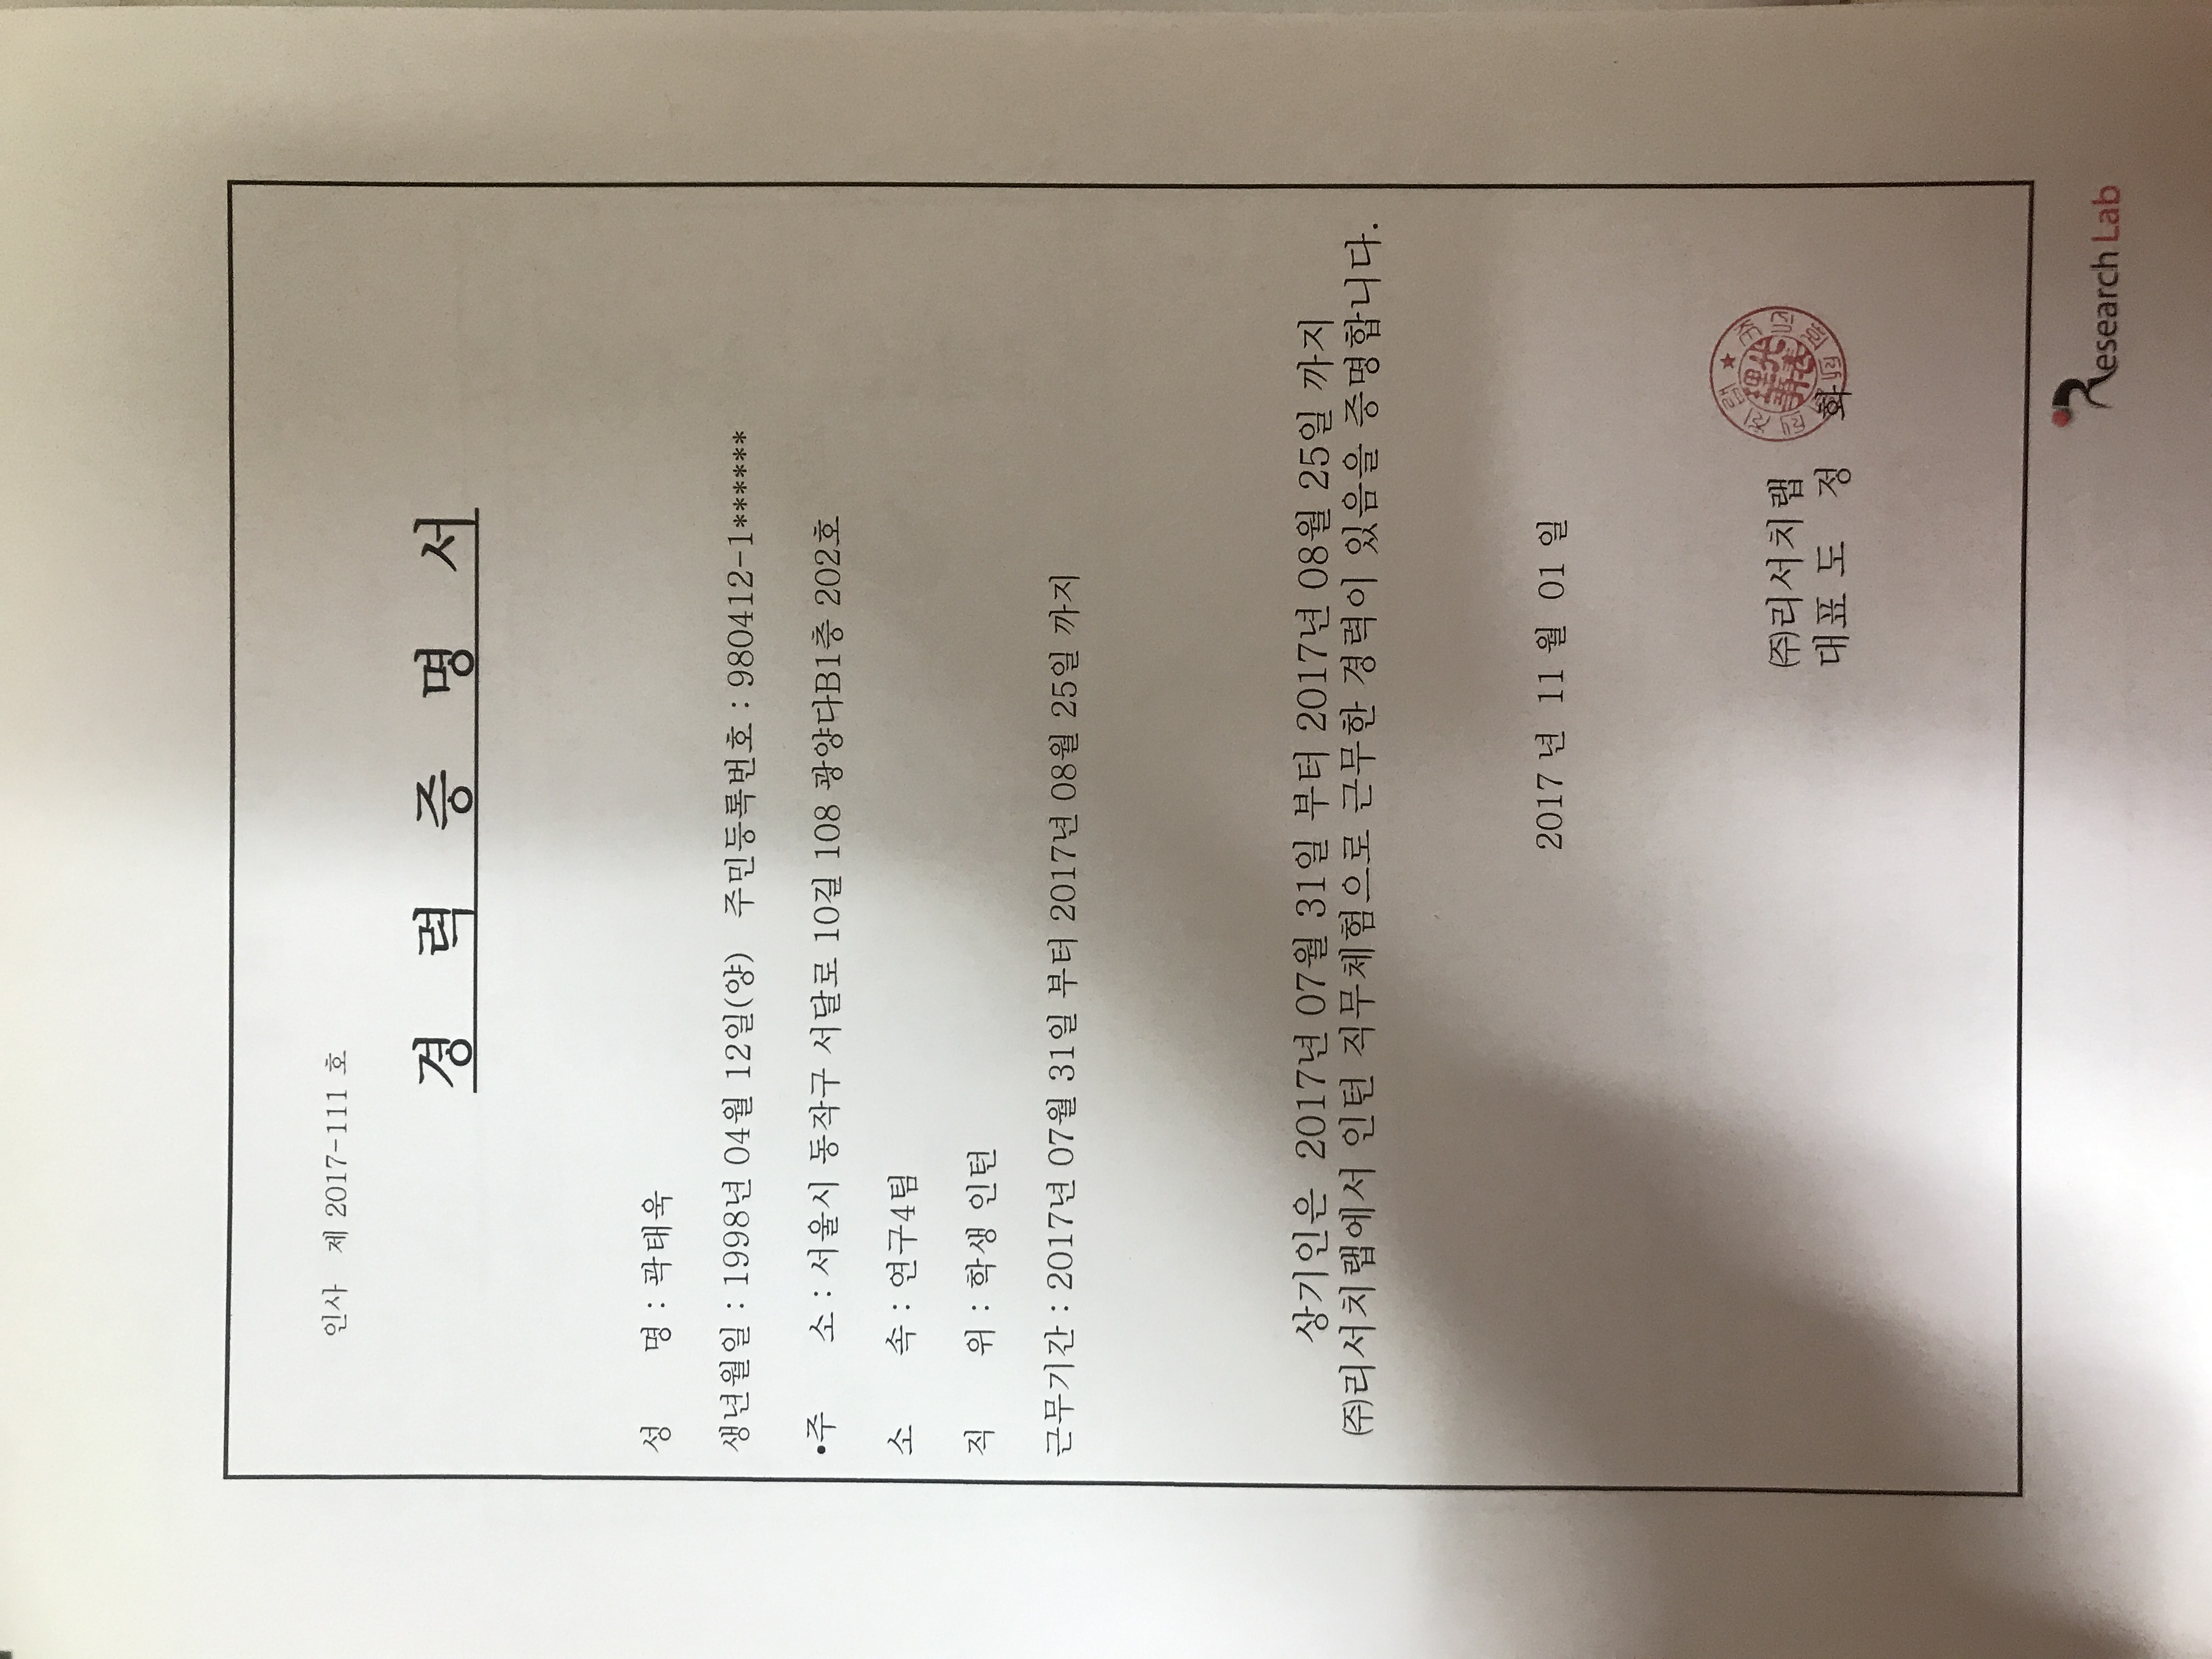 인사 제 2017-111 호
경 력 증 명 서
성 명 : 곽태욱
생년월일 : 1998년 04월 12일(양) 주민등록번호 : 980412-1******
•주 소 : 서울시 동작구 서달로 10길 108 광양다B1층 202호
소 속 : 연구4팀
직 위 : 학생 인턴
근무기간 : 2017년 07월 31일 부터 2017년 08월 25일 까지
상기인은 2017년 07월 31일 부터 2017년 08월 25일 까지
㈜리서치랩에서 인턴 직무체험으로 근무한 경력이 있음을 증명합니다.
2017 년 11 월 01 일
㈜리서치랩
대표 도 정 화
Research Lab